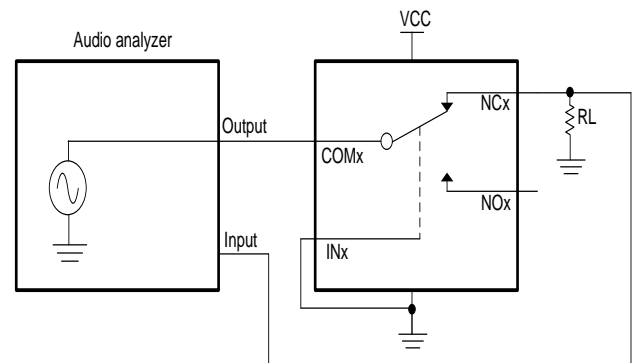 VCC
Audio analyzer
Output
COMx
NCx
RL
NOx
Input
INx